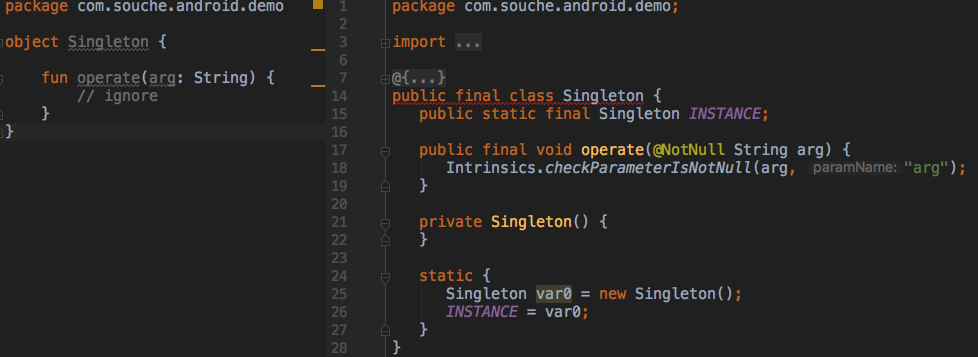 package com.souche.android.demo
object Singleton {
fun operate(arg: String) {
// ignore
}
}
1 package com.souche.android.demo;
2
3 import ...
6
7 @{...}
14 public final class Singleton {
15 public static final Singleton INSTANCE;
16
17 public final void operate(@NotNull String arg) {
18 Intrinsics.checkParameterIsNotNull(arg, paramName: "arg");
19 }
20
21 private Singleton() {
22 }
23
24 static {
25 Singleton var0 = new Singleton();
26 INSTANCE = var0;
27 }
28 }